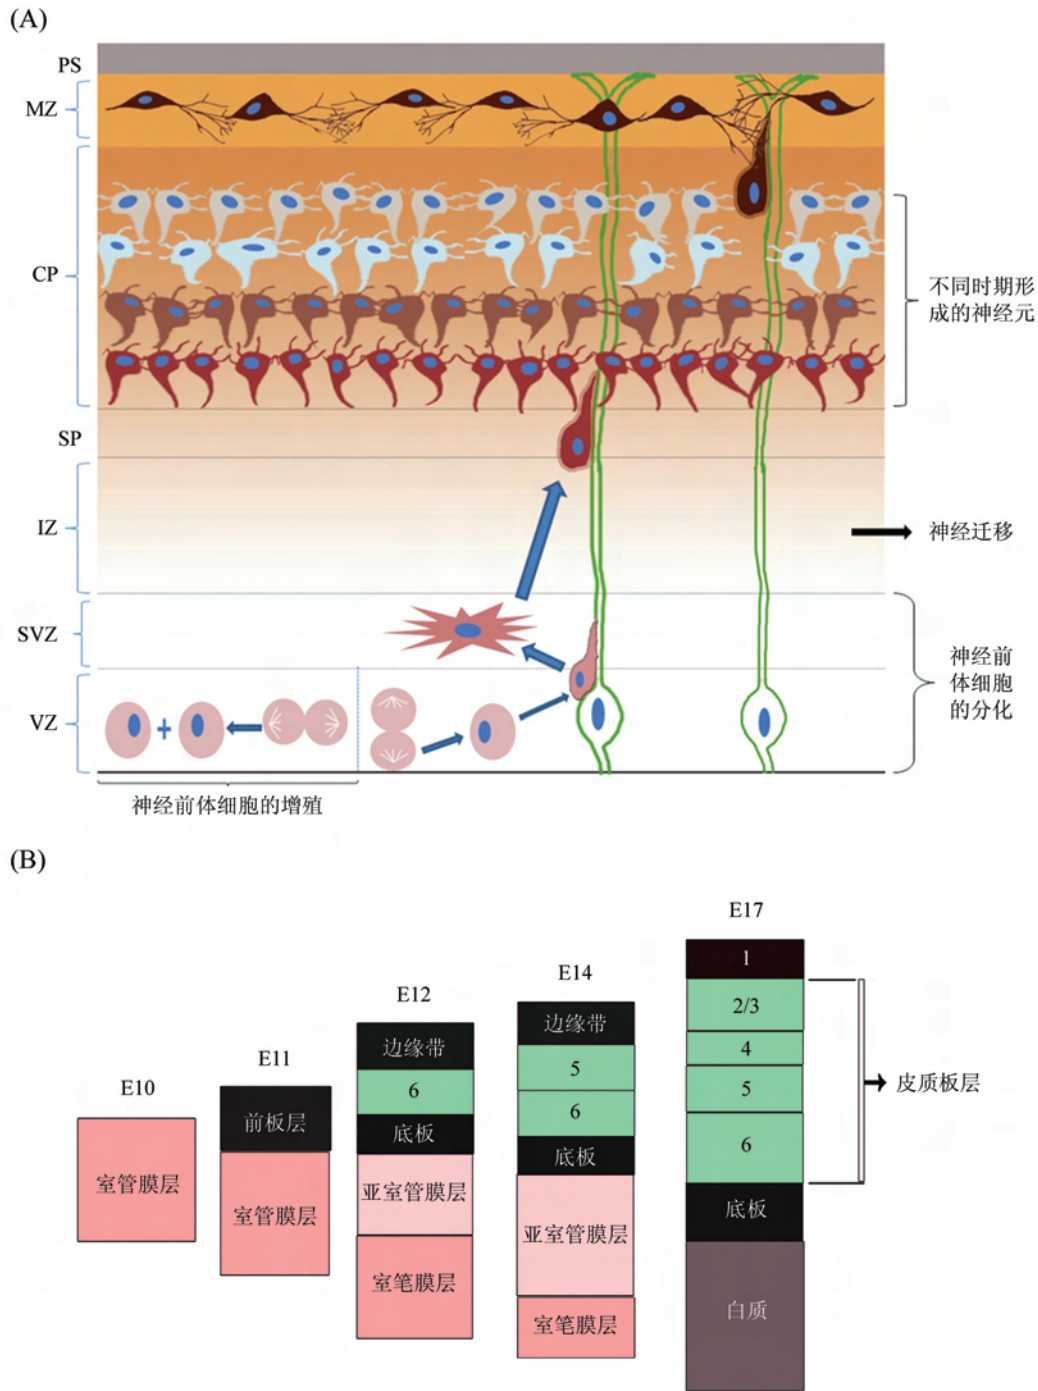 (A)
PS
MZ
CP
不同时期形
成的神经元
SP
IZ
神经迁移
SVZ
神经前
体细胞
的分化
VZ
神经前体细胞的增殖
(B)
E17
1
E14
2/3
E12
边缘带
4
E11
边缘带
5
5
皮质板层
E10
6
前板层
6
6
底板
底板
室管膜层
亚室管膜层
底板
室管膜层
亚室管膜层
室笔膜层
白质
室笔膜层